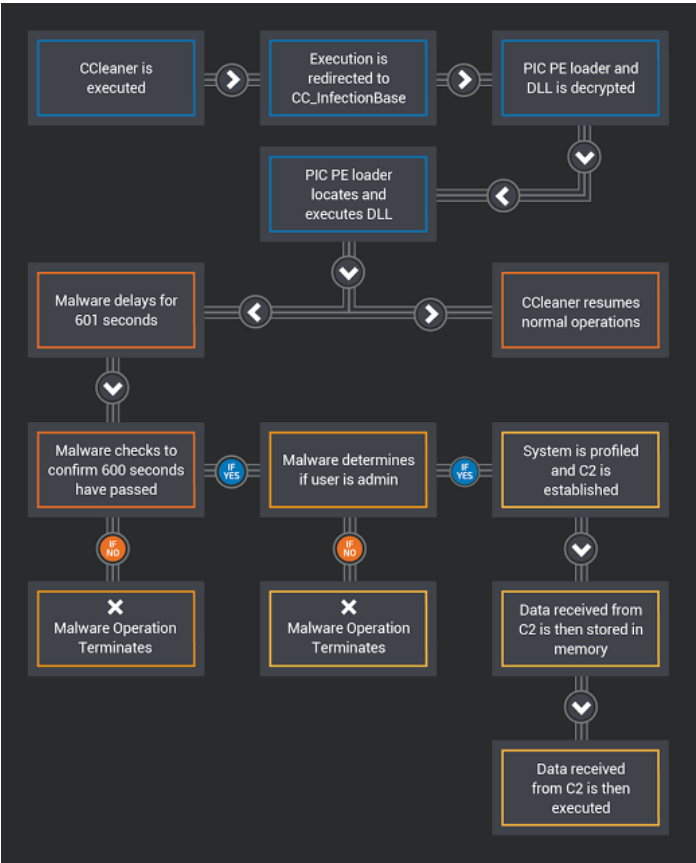 CCleaner is
executed
Execution is
redirected to
CC_InfectionBase
PIC PE loader and
DLL is decrypted
PIC PE loader
locates and
executes DLL
Malware delays for
601 seconds
CCleaner resumes
normal operations
Malware checks to
confirm 600 seconds
have passed
IF
YES
Malware determines
if user is admin
IF
YES
System is profiled
and C2 is
established
IF
NO
IF
NO
Malware Operation
Terminates
Malware Operation
Terminates
Data received from
C2 is then stored in
memory
Data received
from C2 is then
executed